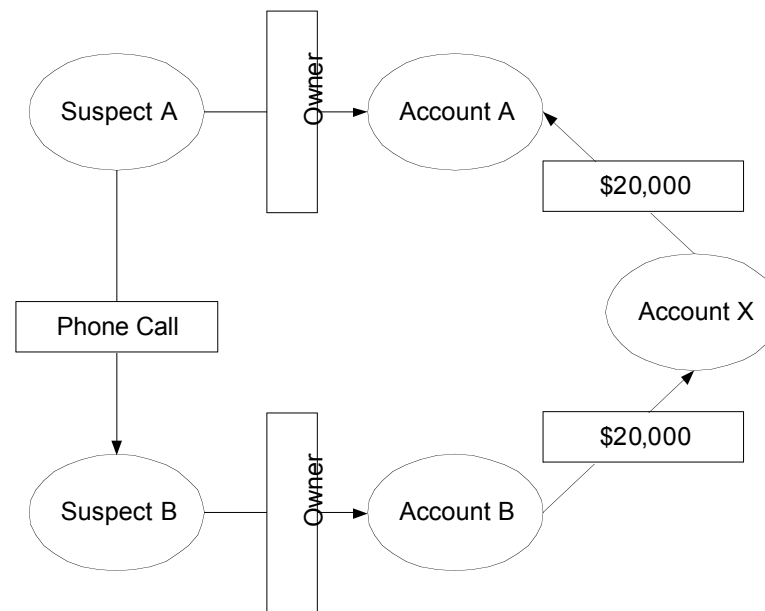 Suspect A
Owner
Account A
$20,000
Account X
Phone Call
$20,000
Suspect B
Owner
Account B